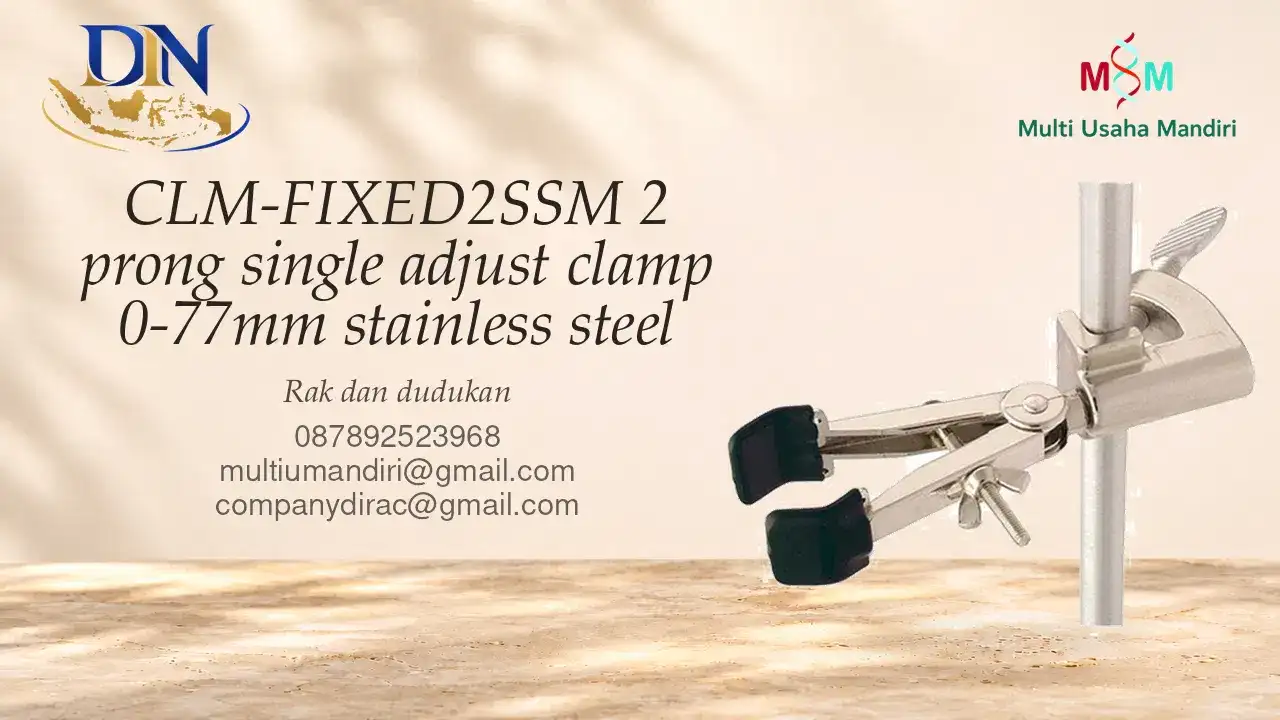 DIN
MSM
Multi Usaha Mandiri
CLM-FIXED2SSM 2
prong single adjust clamp
0-77mm stainless steel
Rak dan dudukan
087892523968
multiumandiri@gmail.com
companydirac@gmail.com